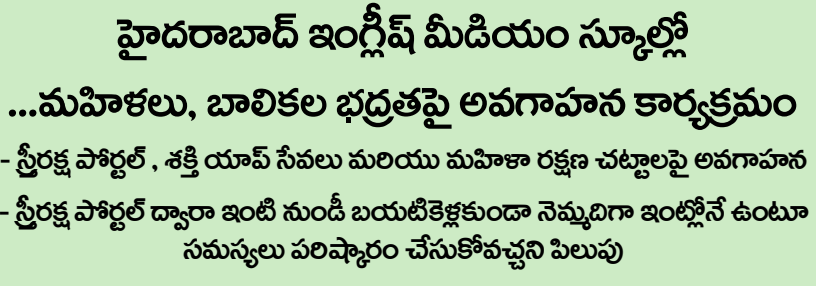 హైదరాబాద్ ఇంగ్లీష్ మీడియం స్కూల్లో
...మహిళలు, బాలికల భద్రతపై అవగాహన కార్యక్రమం
- స్త్రీరక్ష పోర్టల్ , శక్తి యాప్ సేవలు మరియు మహిళా రక్షణ చట్టాలపై అవగాహన
- స్త్రీరక్ష పోర్టల్ ద్వారా ఇంటి నుండీ బయటికెళ్లకుండా నెమ్మదిగా ఇంట్లోనే ఉంటూ
సమస్యలు పరిష్కారం చేసుకోవచ్చని పిలుపు